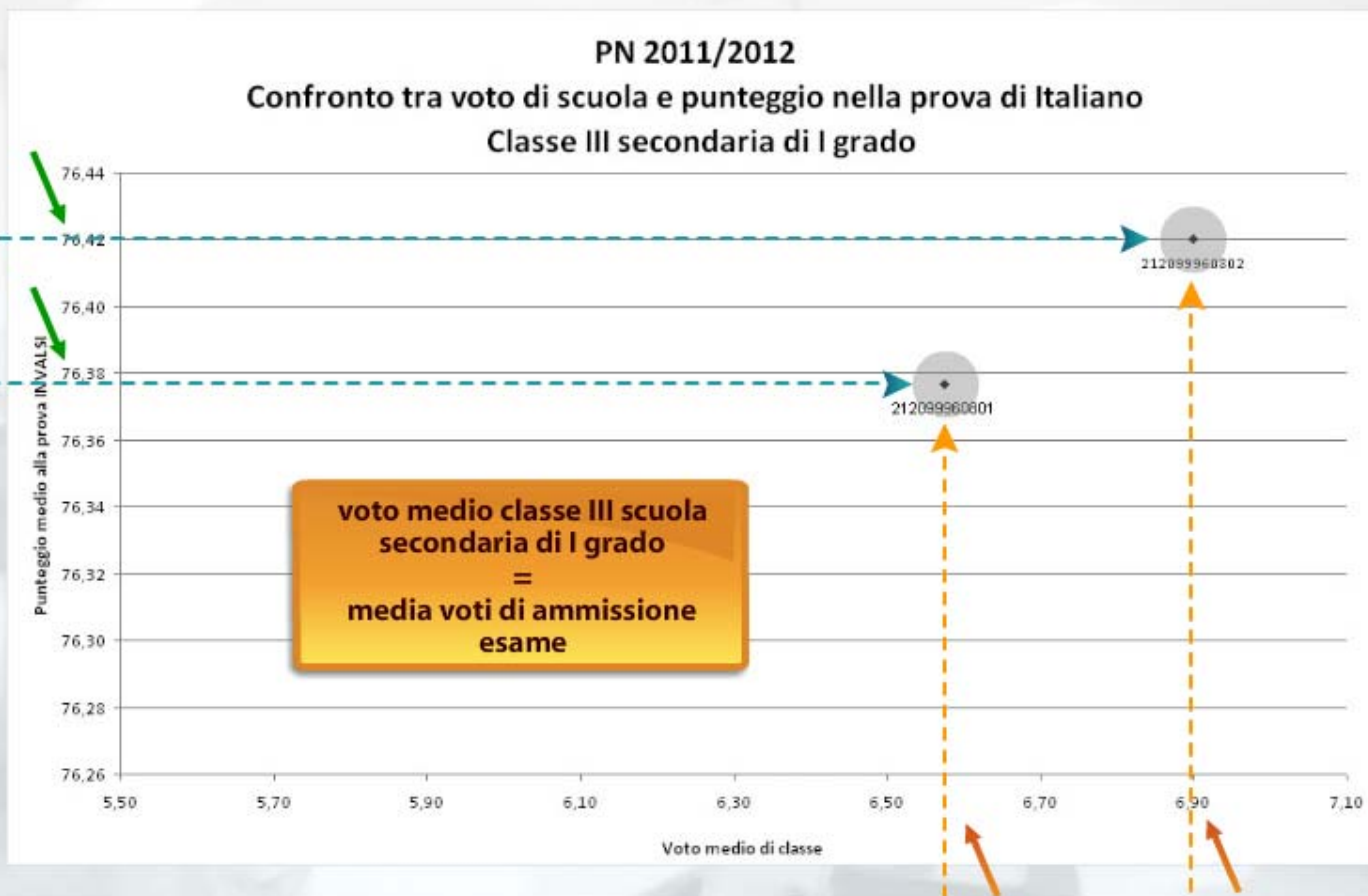 PN 2011/2012
Confronto tra voto di scuola e punteggio nella prova di Italiano
Classe III secondaria di I grado
Punteggio medio alla prova INVALSI
76,44
76,42
76,40
76,38
76,36
76,34
76,32
76,30
76,28
76,26
212099960802
212099960801
voto medio classe III scuola
secondaria di I grado
=
media voti di ammissione
esame
5,50
5,70
5,90
6,10
6,30
6,50
6,70
6,90
7,10
Voto medio di classe